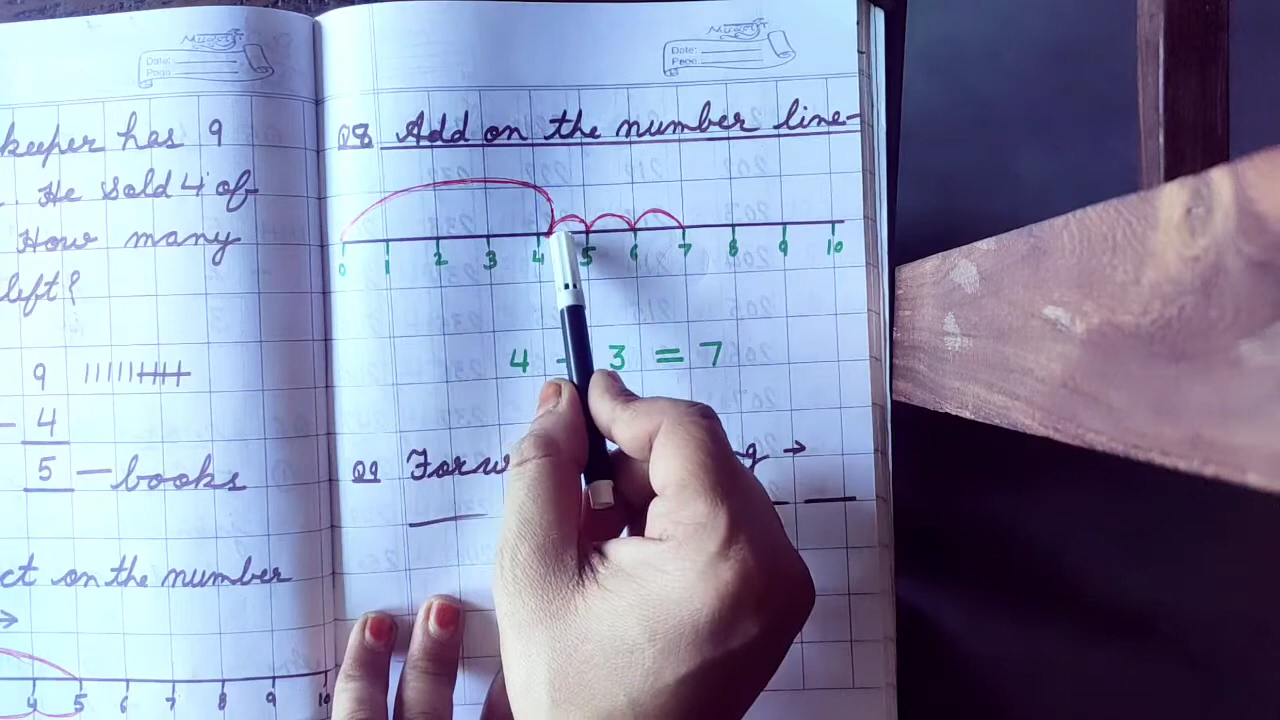 keeper has 9
. He Sold 4 of
How many
left?
9
- 4
5 - books
ct on the number
→
4 5 6 7 8 9 10
Date:
Page:
Date:
Page:
Q8 Add on the number line-
0 1 2 3 4 5 6 7 8 9 10
4 - 3 = 7
Q9 Forw g →